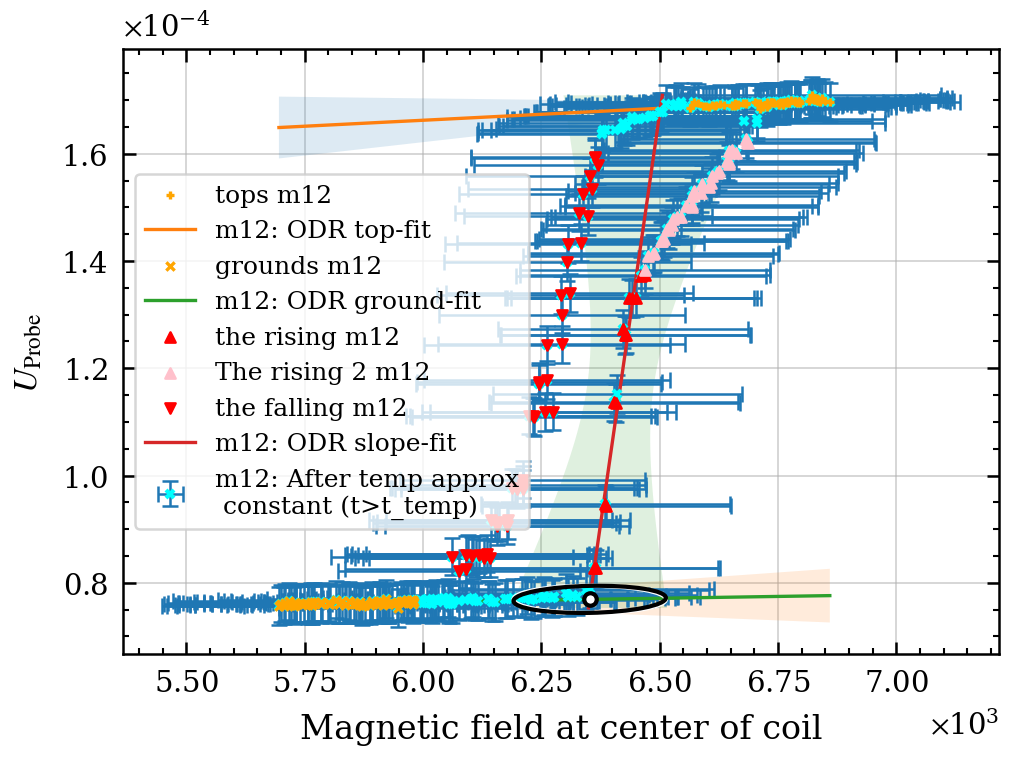 ×10⁻⁴
1.6
1.4
1.2
1.0
0.8
U_Probe
tops m12
m12: ODR top-fit
grounds m12
m12: ODR ground-fit
the rising m12
The rising 2 m12
the falling m12
m12: ODR slope-fit
m12: After temp approx
constant (t>t_temp)
5.50 5.75 6.00 6.25 6.50 6.75 7.00
Magnetic field at center of coil
×10³